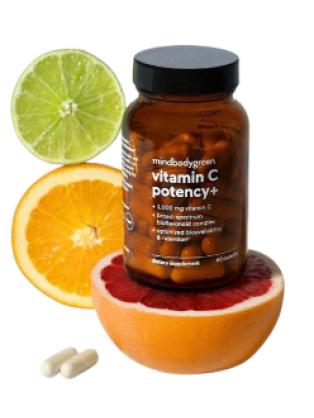 mindbodygreen
vitamin C
potency+
+ 1,000 mg vitamin C
+ broad spectrum
bioflavonoid complex
+ optimized bioavailability
& retention
dietary supplement